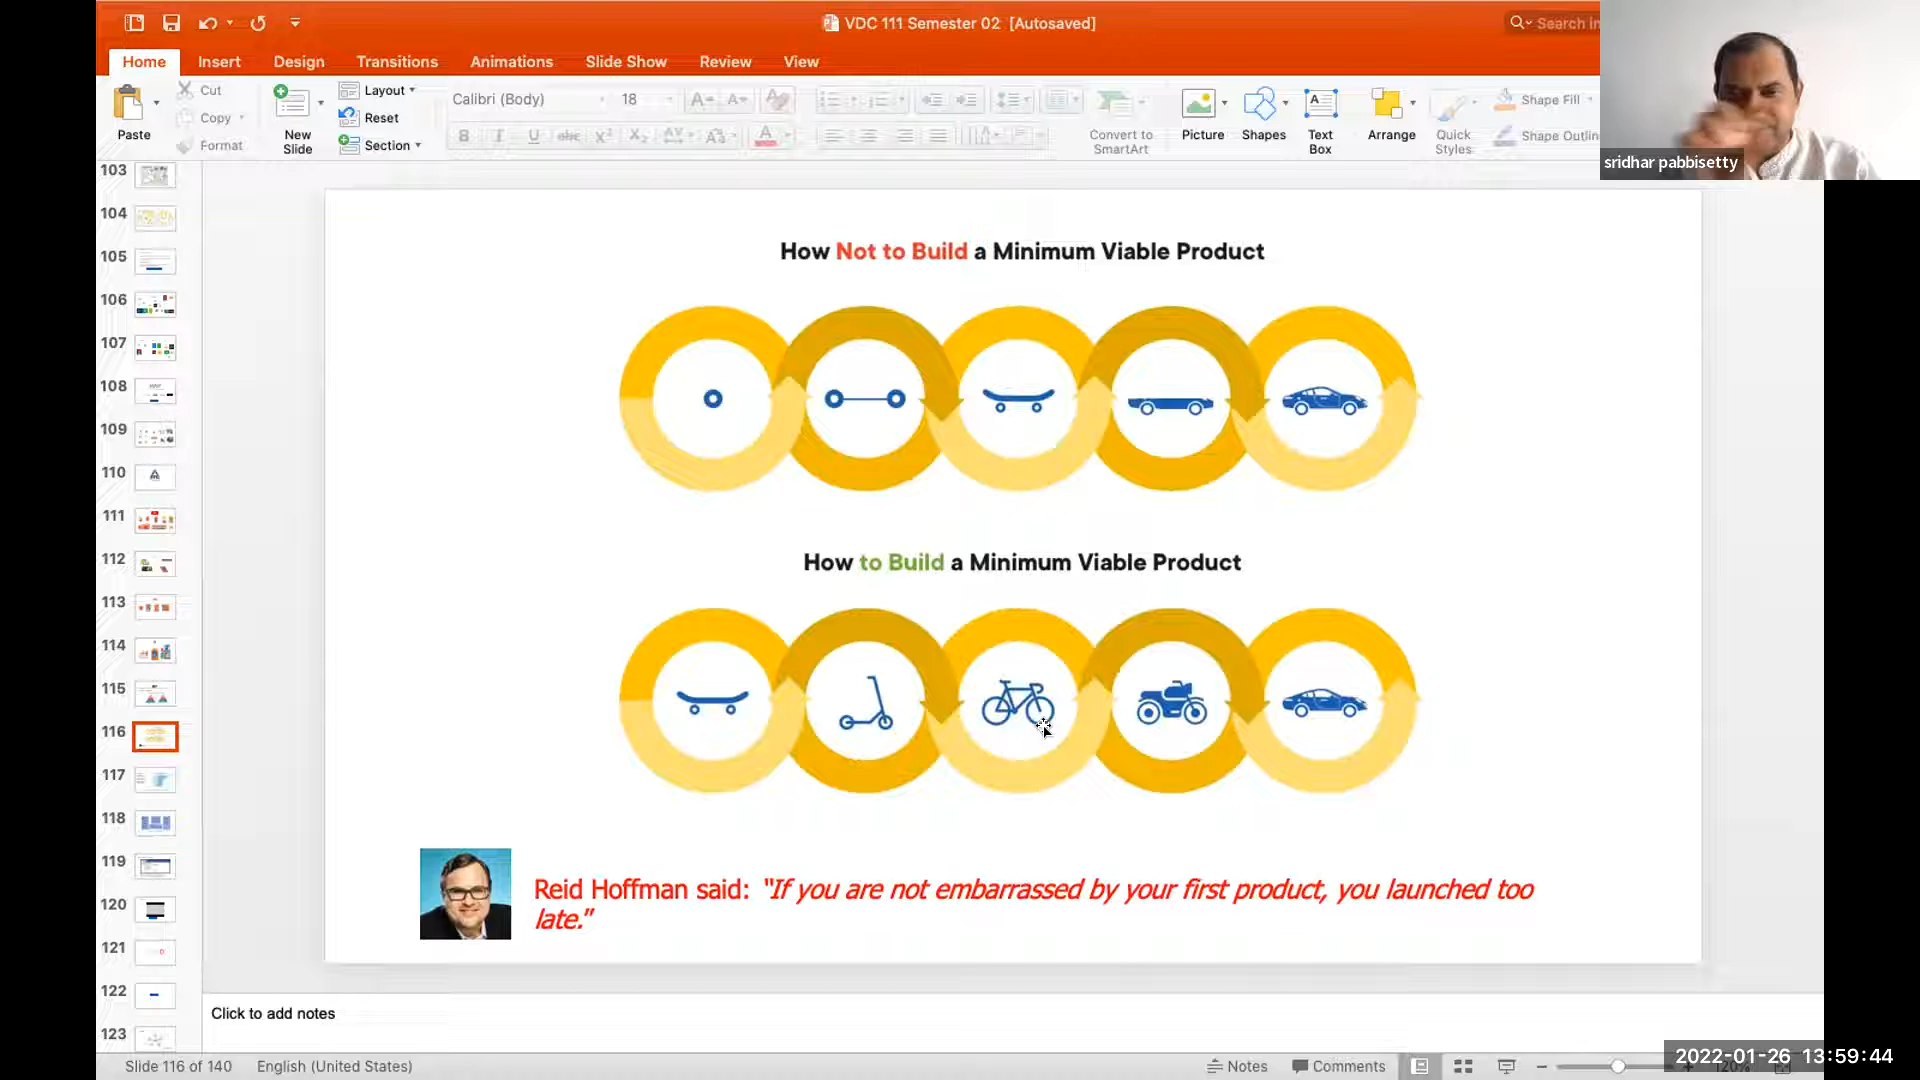 VDC 111 Semester 02 [Autosaved]
Search in
Home Insert Design Transitions Animations Slide Show Review View
Paste
Cut
Copy
Format
New
Slide
Layout
Reset
Section
Calibri (Body) 18
Convert to
SmartArt
Picture
Shapes
Text
Box
Arrange
Quick
Styles
Shape Fill
Shape Outlin
sridhar pabbisetty
103
104
105
106
107
108
109
110
111
112
113
114
115
116
117
118
119
120
121
122
123
How Not to Build a Minimum Viable Product
How to Build a Minimum Viable Product
Reid Hoffman said: “If you are not embarrassed by your first product, you launched too
late.”
Click to add notes
Slide 116 of 140 English (United States) Notes Comments 120%
2022-01-26 13:59:44